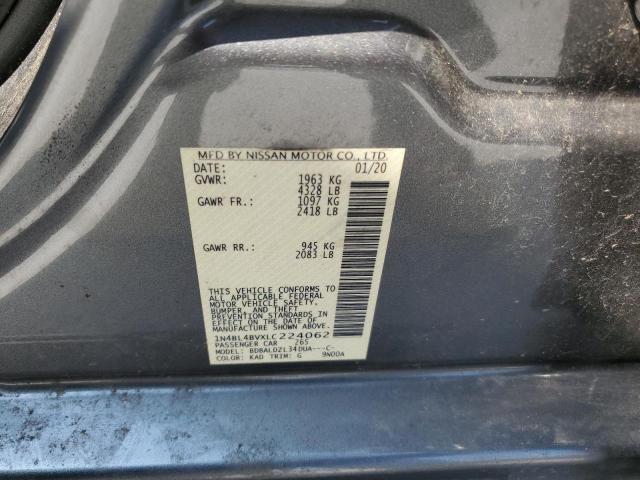 MFD BY NISSAN MOTOR CO., LTD.
DATE: 01/20
GVWR: 1963 KG
4328 LB
GAWR FR.: 1097 KG
2418 LB
GAWR RR.: 945 KG
2083 LB
THIS VEHICLE CONFORMS TO
ALL APPLICABLE FEDERAL
MOTOR VEHICLE SAFETY,
BUMPER, AND THEFT
PREVENTION STANDARDS IN
EFFECT ON THE DATE OF
MANUFACTURE SHOWN ABOVE.
1N4BL4BVXLC224062
PASSENGER CAR 265
MODEL: BDBALDZL34DUA---C-
COLOR: KAD TRIM: G 9N00A